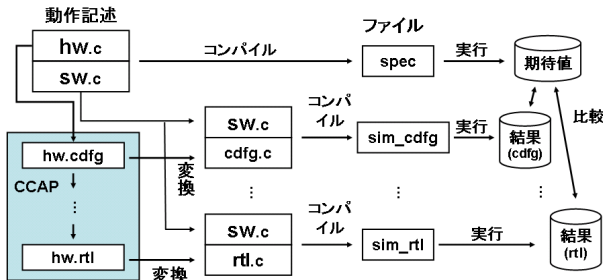 動作記述
ファイル
hw.c
sw.c
コンパイル
spec
実行
期待値
比較
sw.c
cdfg.c
コンパ
イル
sim_cdfg
実行
結果
(cdfg)
hw.cdfg
CCAP
⋮
hw.rtl
変換
⋮
⋮
…
sw.c
rtl.c
変換
コンパ
イル
sim_rtl
実行
結果
(rtl)